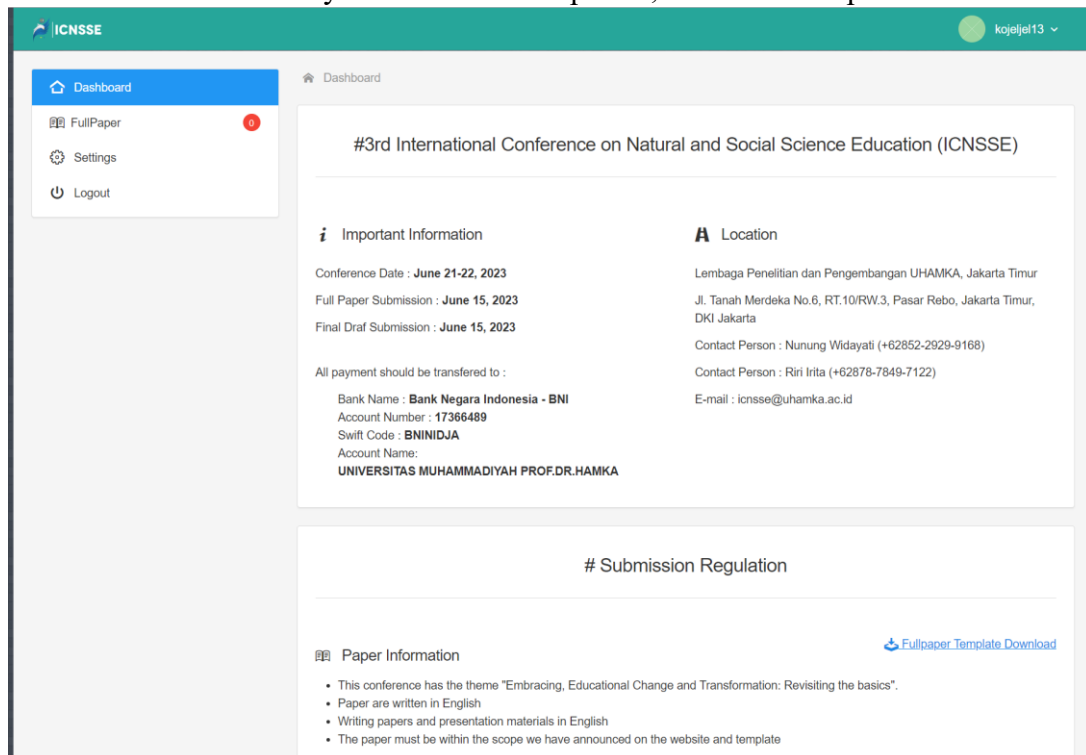 ICNSSE
kojeljel13
Dashboard
FullPaper
0
Settings
Logout
Dashboard
#3rd International Conference on Natural and Social Science Education (ICNSSE)
Important Information
Conference Date : June 21-22, 2023
Full Paper Submission : June 15, 2023
Final Draf Submission : June 15, 2023
All payment should be transfered to :
Bank Name : Bank Negara Indonesia - BNI
Account Number : 17366489
Swift Code : BNINIDJA
Account Name:
UNIVERSITAS MUHAMMADIYAH PROF.DR.HAMKA
Location
Lembaga Penelitian dan Pengembangan UHAMKA, Jakarta Timur
Jl. Tanah Merdeka No.6, RT.10/RW.3, Pasar Rebo, Jakarta Timur,
DKI Jakarta
Contact Person : Nunung Widayati (+62852-2929-9168)
Contact Person : Riri Irita (+62878-7849-7122)
E-mail : icnsse@uhamka.ac.id
# Submission Regulation
Fullpaper Template Download
Paper Information
• This conference has the theme "Embracing, Educational Change and Transformation: Revisiting the basics".
• Paper are written in English
• Writing papers and presentation materials in English
• The paper must be within the scope we have announced on the website and template